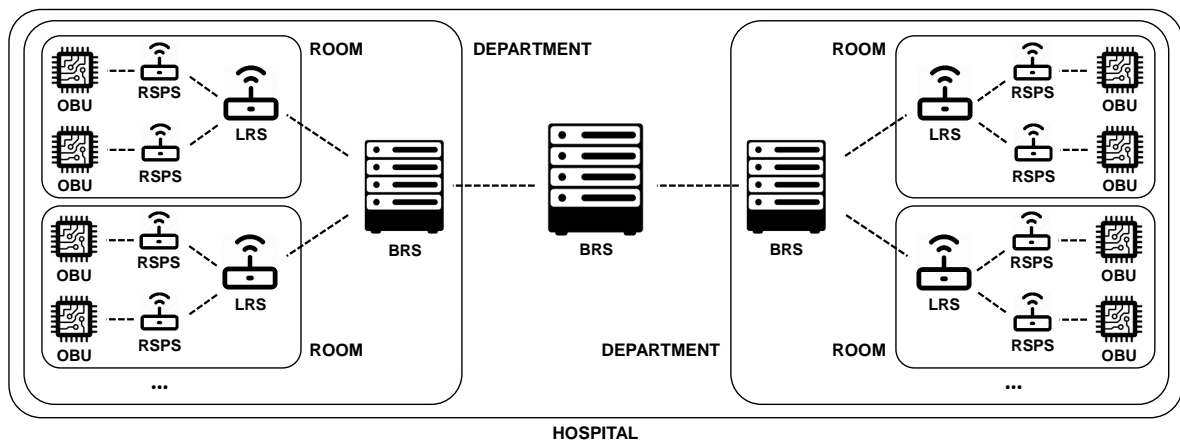 ROOM DEPARTMENT ROOM
OBU RSPS RSPS OBU
LRS LRS
OBU RSPS RSPS OBU
BRS BRS BRS
OBU RSPS RSPS OBU
LRS LRS
OBU RSPS RSPS OBU
ROOM DEPARTMENT ROOM
... ...
HOSPITAL